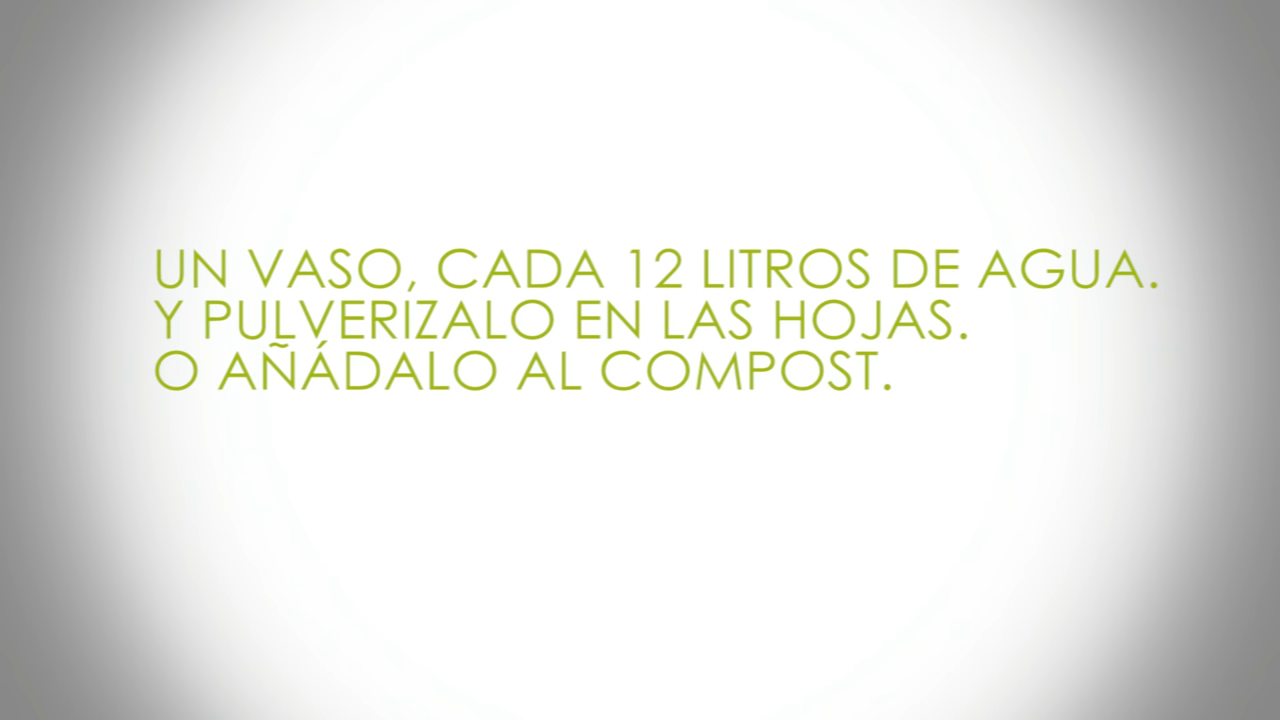 UN VASO, CADA 12 LITROS DE AGUA.
Y PULVERIZALO EN LAS HOJAS.
O AÑÁDALO AL COMPOST.